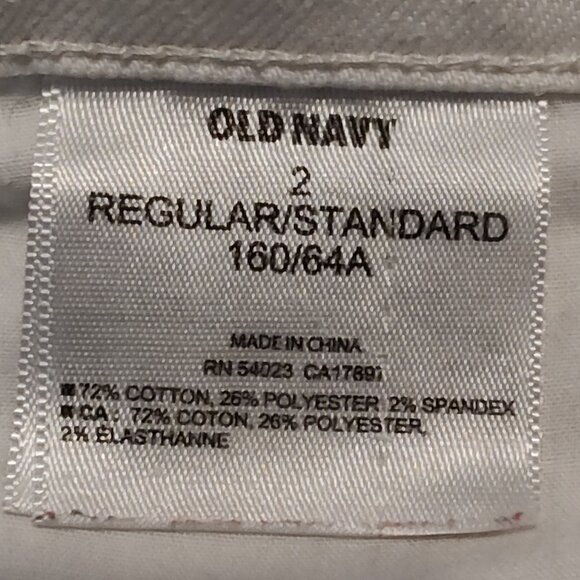 OLD NAVY
2
REGULAR/STANDARD
160/64A
MADE IN CHINA
RN 54023 CA17897
72% COTTON, 26% POLYESTER 2% SPANDEX
CA : 72% COTON, 26% POLYESTER,
2% ÉLASTHANNE